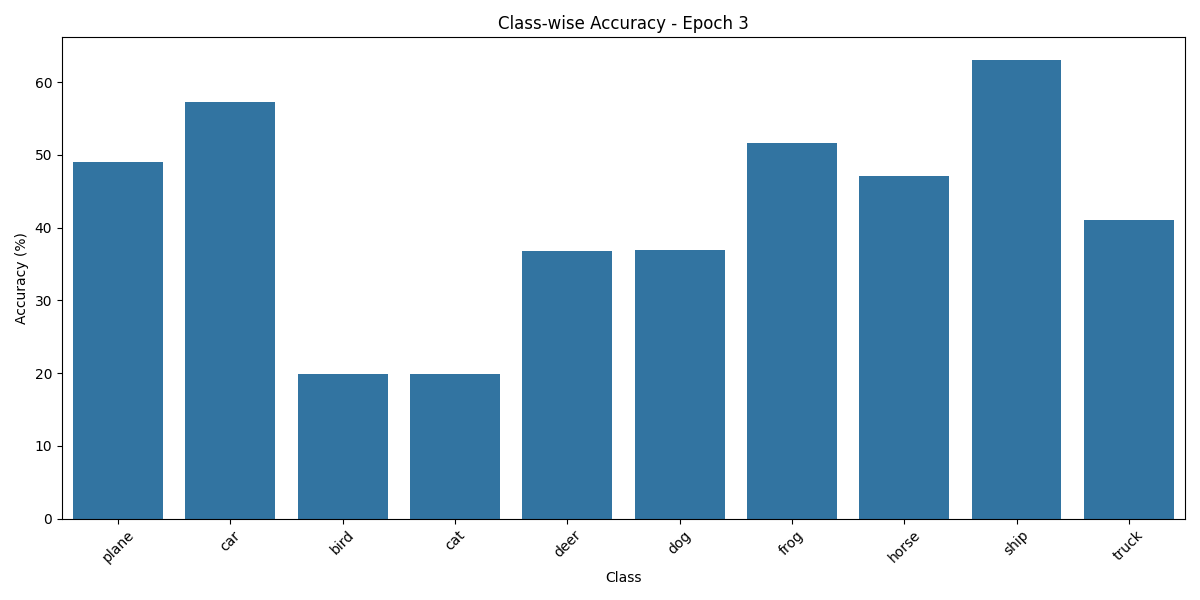 Class-wise Accuracy - Epoch 3
Accuracy (%)
60
50
40
30
20
10
0
plane
car
bird
cat
deer
dog
frog
horse
ship
truck
Class